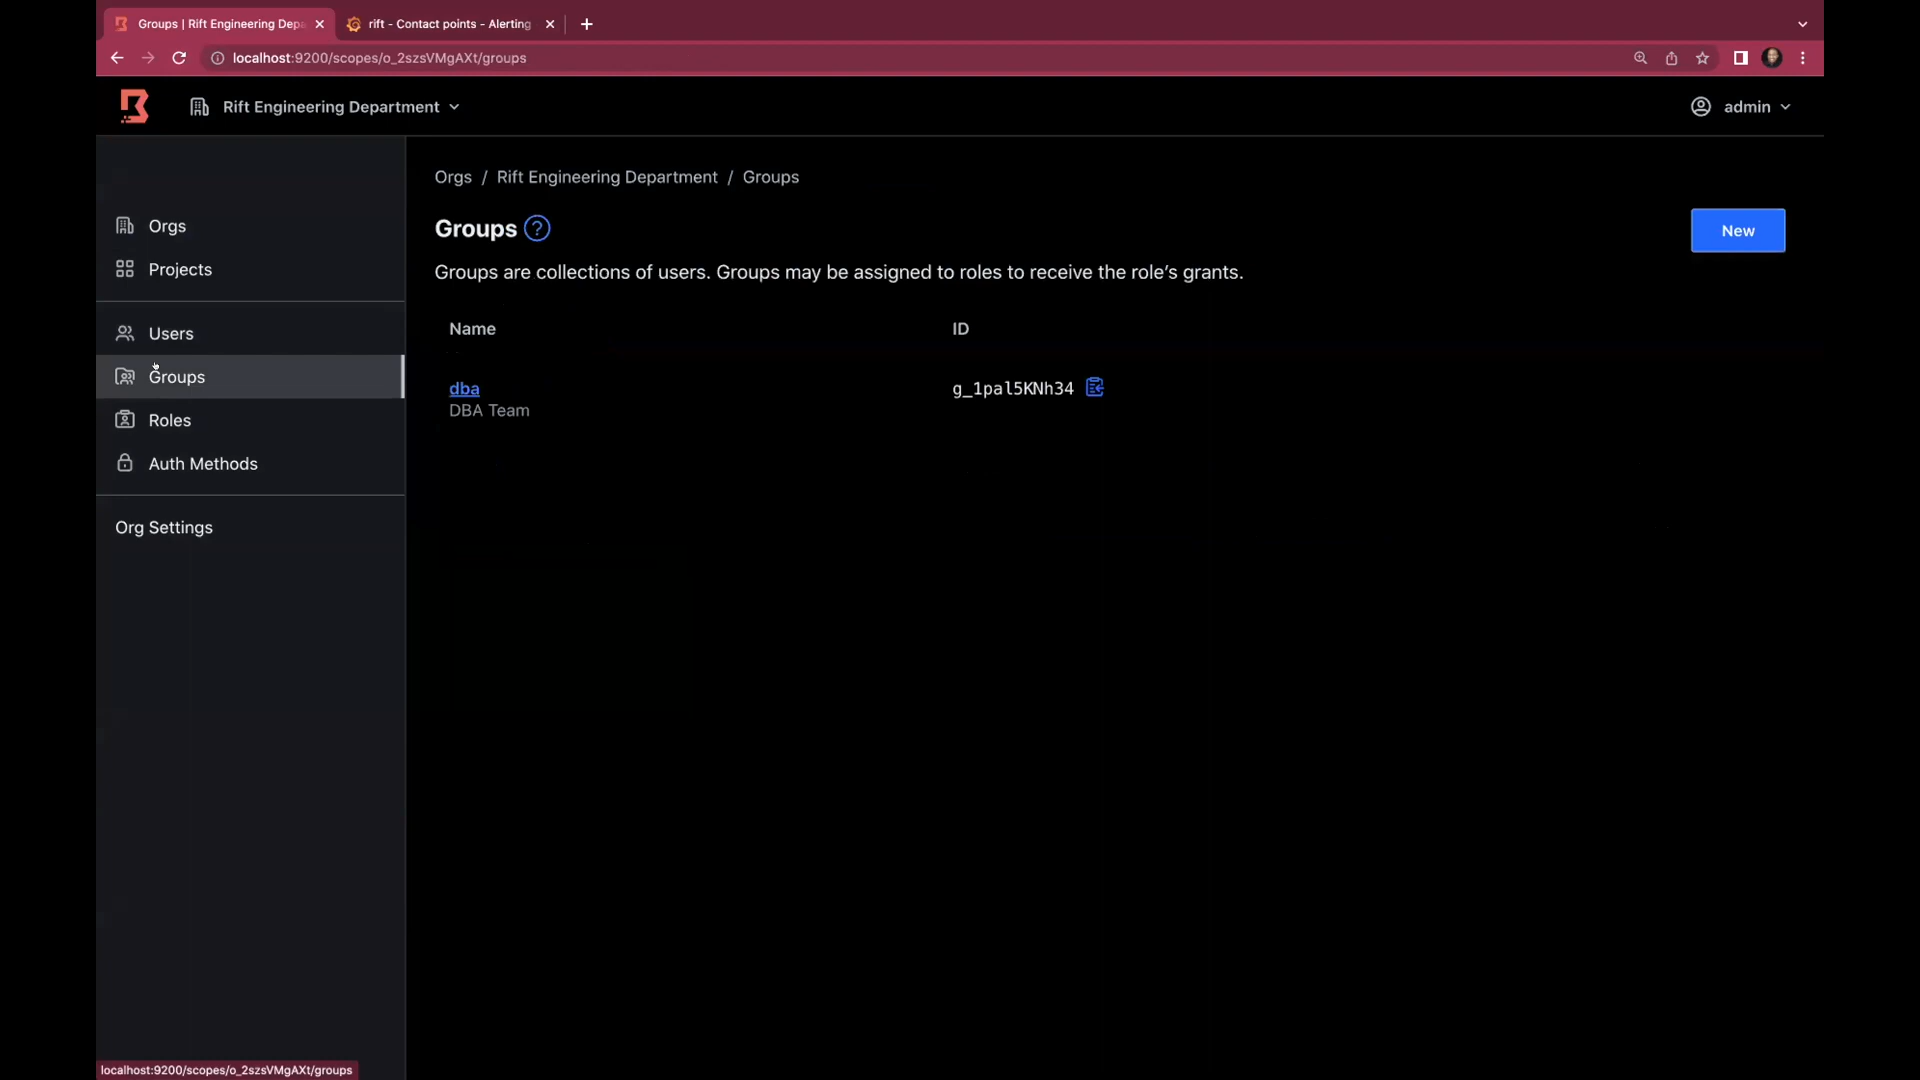 Groups | Rift Engineering Depa
rift - Contact points - Alerting
localhost:9200/scopes/o_2szsVMgAXt/groups
Rift Engineering Department
admin
Orgs
Projects
Users
Groups
Roles
Auth Methods
Org Settings
Orgs / Rift Engineering Department / Groups
Groups ?
New
Groups are collections of users. Groups may be assigned to roles to receive the role’s grants.
Name ID
dba g_1pal5KNh34
DBA Team
localhost:9200/scopes/o_2szsVMgAXt/groups